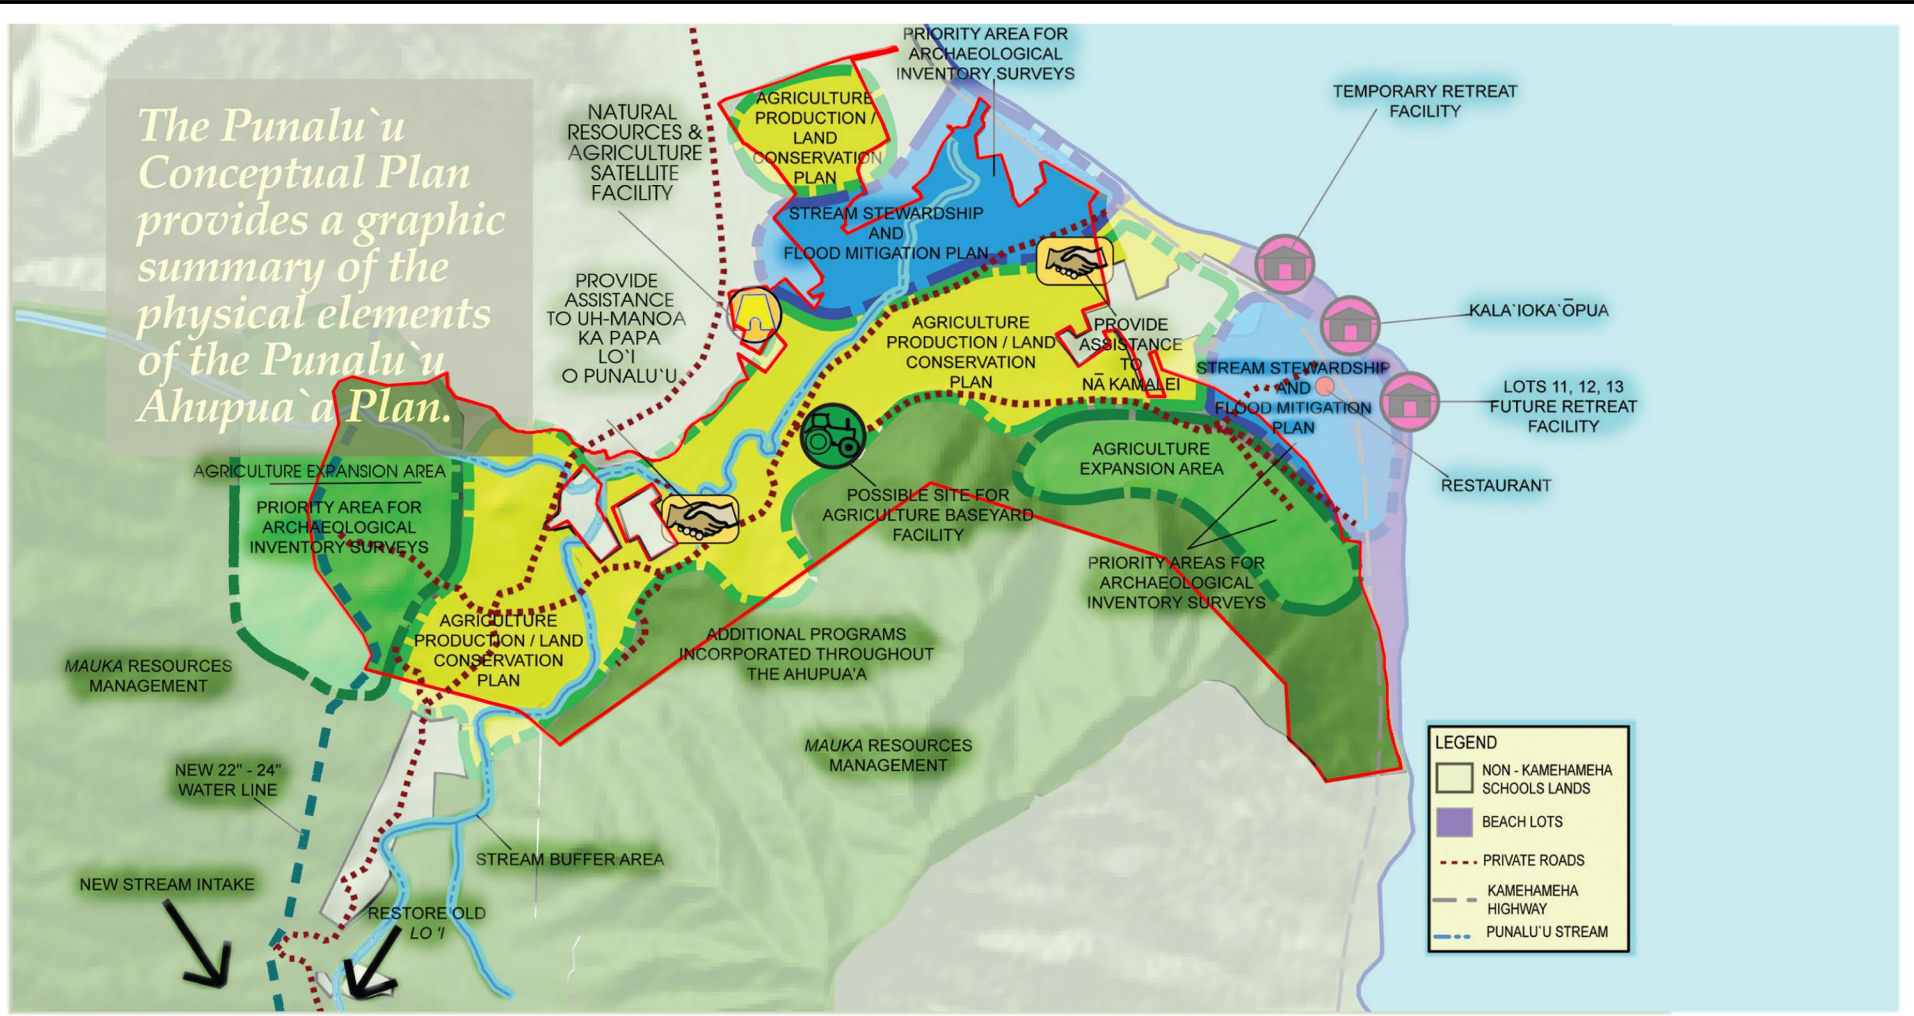 The Punalu`u
Conceptual Plan
provides a graphic
summary of the
physical elements
of the Punalu`u
Ahupua`a Plan.
NATURAL
RESOURCES &
AGRICULTURE
SATELLITE
FACILITY
PRIORITY AREA FOR
ARCHAEOLOGICAL
INVENTORY SURVEYS
AGRICULTURE
PRODUCTION /
LAND
CONSERVATION
PLAN
TEMPORARY RETREAT
FACILITY
STREAM STEWARDSHIP
AND
FLOOD MITIGATION PLAN
PROVIDE
ASSISTANCE
TO UH-MANOA
KA PAPA
LO`I
O PUNALU`U
AGRICULTURE
PRODUCTION / LAND
CONSERVATION
PLAN
PROVIDE
ASSISTANCE
TO
NĀ KAMALEI
KALA`IOKA`ŌPUA
STREAM STEWARDSHIP
AND
FLOOD MITIGATION
PLAN
LOTS 11, 12, 13
FUTURE RETREAT
FACILITY
RESTAURANT
AGRICULTURE EXPANSION AREA
PRIORITY AREA FOR
ARCHAEOLOGICAL
INVENTORY SURVEYS
AGRICULTURE
EXPANSION AREA
POSSIBLE SITE FOR
AGRICULTURE BASEYARD
FACILITY
PRIORITY AREAS FOR
ARCHAEOLOGICAL
INVENTORY SURVEYS
AGRICULTURE
PRODUCTION / LAND
CONSERVATION
PLAN
ADDITIONAL PROGRAMS
INCORPORATED THROUGHOUT
THE AHUPUA'A
MAUKA RESOURCES
MANAGEMENT
MAUKA RESOURCES
MANAGEMENT
NEW 22" - 24"
WATER LINE
STREAM BUFFER AREA
NEW STREAM INTAKE
RESTORE OLD
LO 'I
LEGEND
NON - KAMEHAMEHA
SCHOOLS LANDS
BEACH LOTS
PRIVATE ROADS
KAMEHAMEHA
HIGHWAY
PUNALU`U STREAM